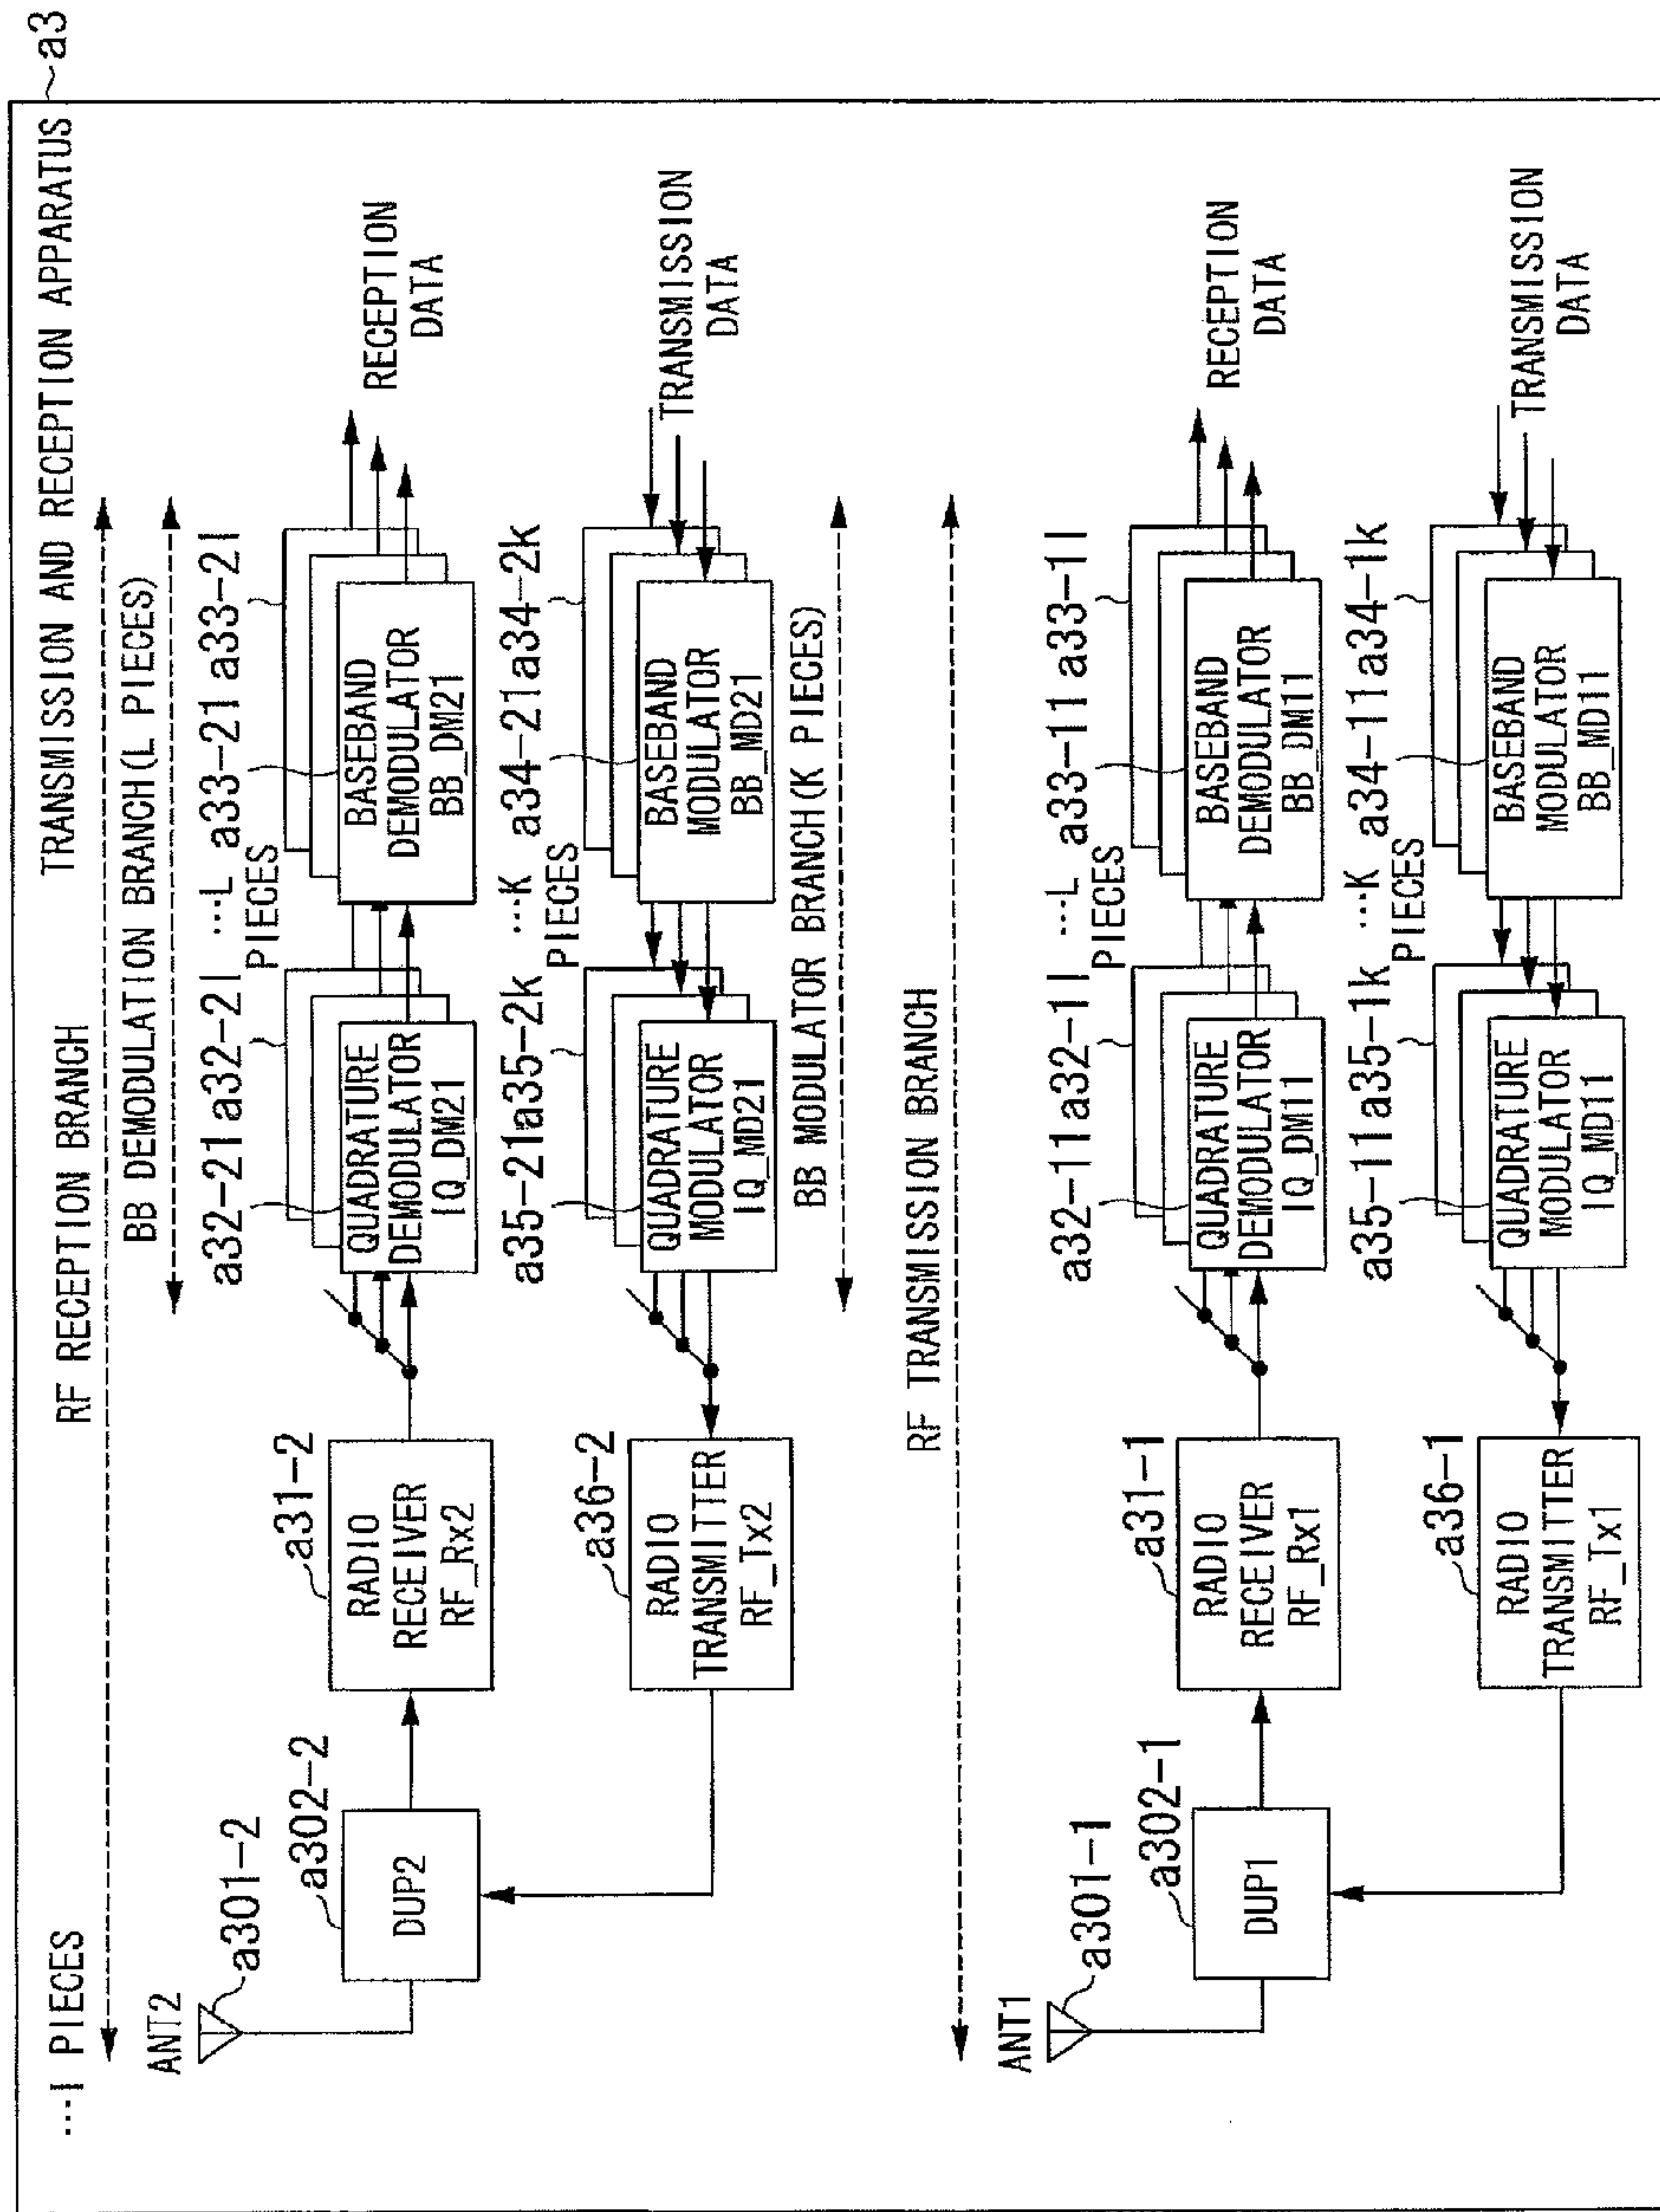 TRANSMISSION AND RECEPTION APPARATUS
a3
···I PIECES
RF RECEPTION BRANCH
BB DEMODULATION BRANCH(L PIECES)
ANT2
a301-2
a302-2
DUP2
a31-2
RADIO
RECEIVER
RF_Rx2
a32-21 a32-2l
···L
PIECES
QUADRATURE
DEMODULATOR
IQ_DM21
a33-21 a33-2l
BASEBAND
DEMODULATOR
BB_DM21
RECEPTION
DATA
a36-2
RADIO
TRANSMITTER
RF_Tx2
a35-21 a35-2k
···K
PIECES
QUADRATURE
MODULATOR
IQ_MD21
a34-21 a34-2k
BASEBAND
MODULATOR
BB_MD21
TRANSMISSION
DATA
BB MODULATOR BRANCH(K PIECES)
RF TRANSMISSION BRANCH
ANT1
a301-1
a302-1
DUP1
a31-1
RADIO
RECEIVER
RF_Rx1
a32-11 a32-1l
···L
PIECES
QUADRATURE
DEMODULATOR
IQ_DM11
a33-11 a33-1l
BASEBAND
DEMODULATOR
BB_DM11
RECEPTION
DATA
a36-1
RADIO
TRANSMITTER
RF_Tx1
a35-11 a35-1k
···K
PIECES
QUADRATURE
MODULATOR
IQ_MD11
a34-11 a34-1k
BASEBAND
MODULATOR
BB_MD11
TRANSMISSION
DATA